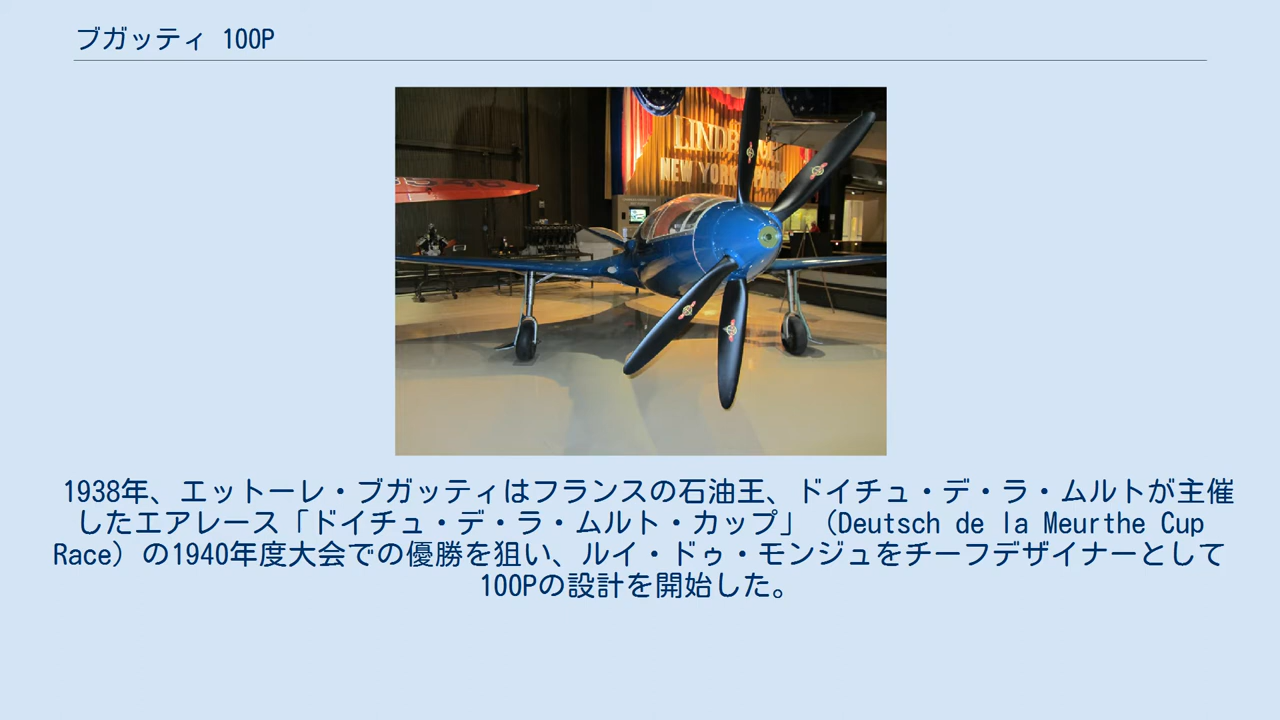 ブガッティ 100P
LINDB
NEW YORK PARIS
1938年、エットーレ・ブガッティはフランスの石油王、ドイチュ・デ・ラ・ムルトが主催
したエアレース「ドイチュ・デ・ラ・ムルト・カップ」（Deutsch de la Meurthe Cup
Race）の1940年度大会での優勝を狙い、ルイ・ドゥ・モンジュをチーフデザイナーとして
100Pの設計を開始した。